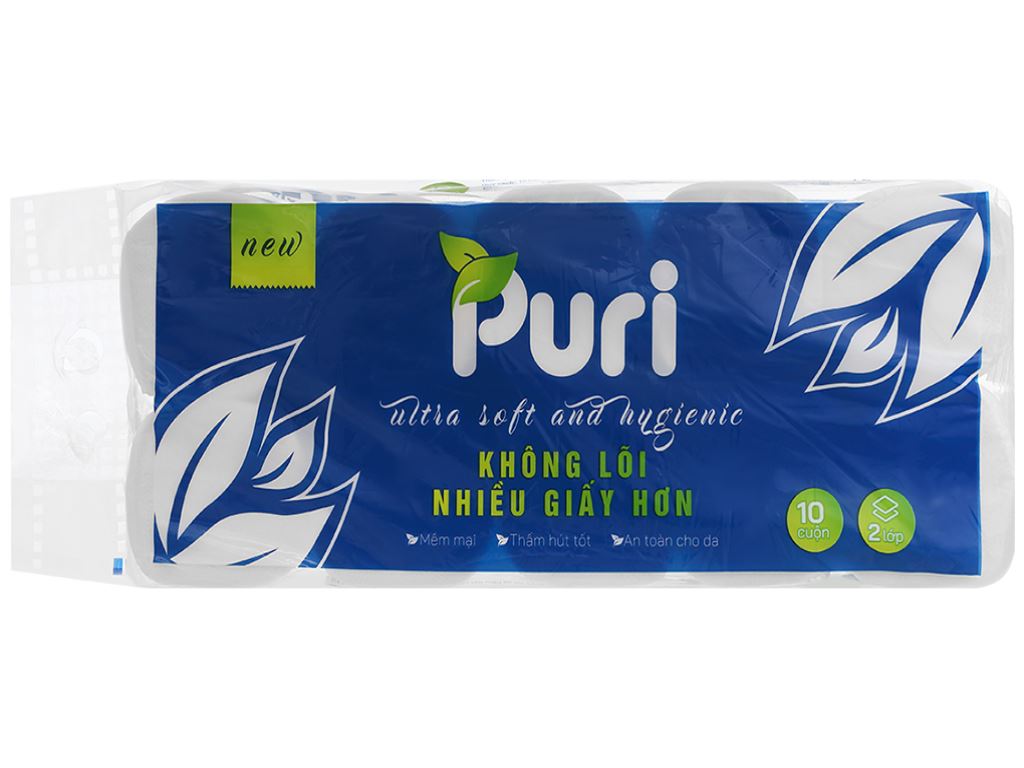 new
Puri
ultra soft and hygienic
KHÔNG LÕI
NHIỀU GIẤY HƠN
Mềm mại Thấm hút tốt An toàn cho da
10
cuộn
2 lớp